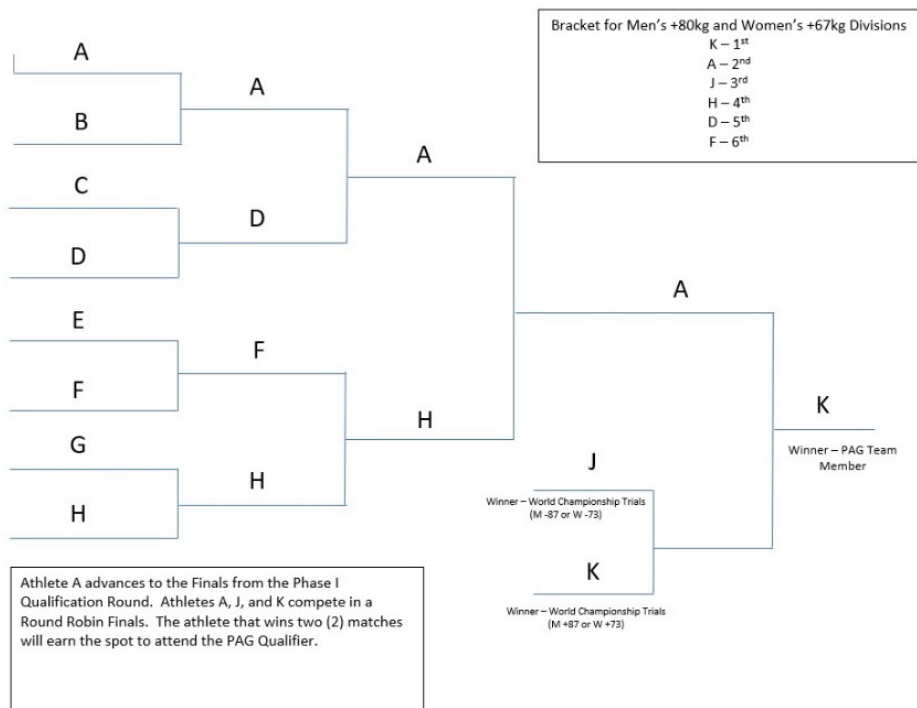 Bracket for Men's +80kg and Women's +67kg Divisions
K – 1st
A – 2nd
J – 3rd
H – 4th
D – 5th
F – 6th
A
B
C
D
E
F
G
H
A
D
F
H
A
H
A
J
Winner – World Championship Trials
(M -87 or W -73)
K
Winner – World Championship Trials
(M +87 or W +73)
K
Winner – PAG Team
Member
Athlete A advances to the Finals from the Phase I
Qualification Round.  Athletes A, J, and K compete in a
Round Robin Finals.  The athlete that wins two (2) matches
will earn the spot to attend the PAG Qualifier.